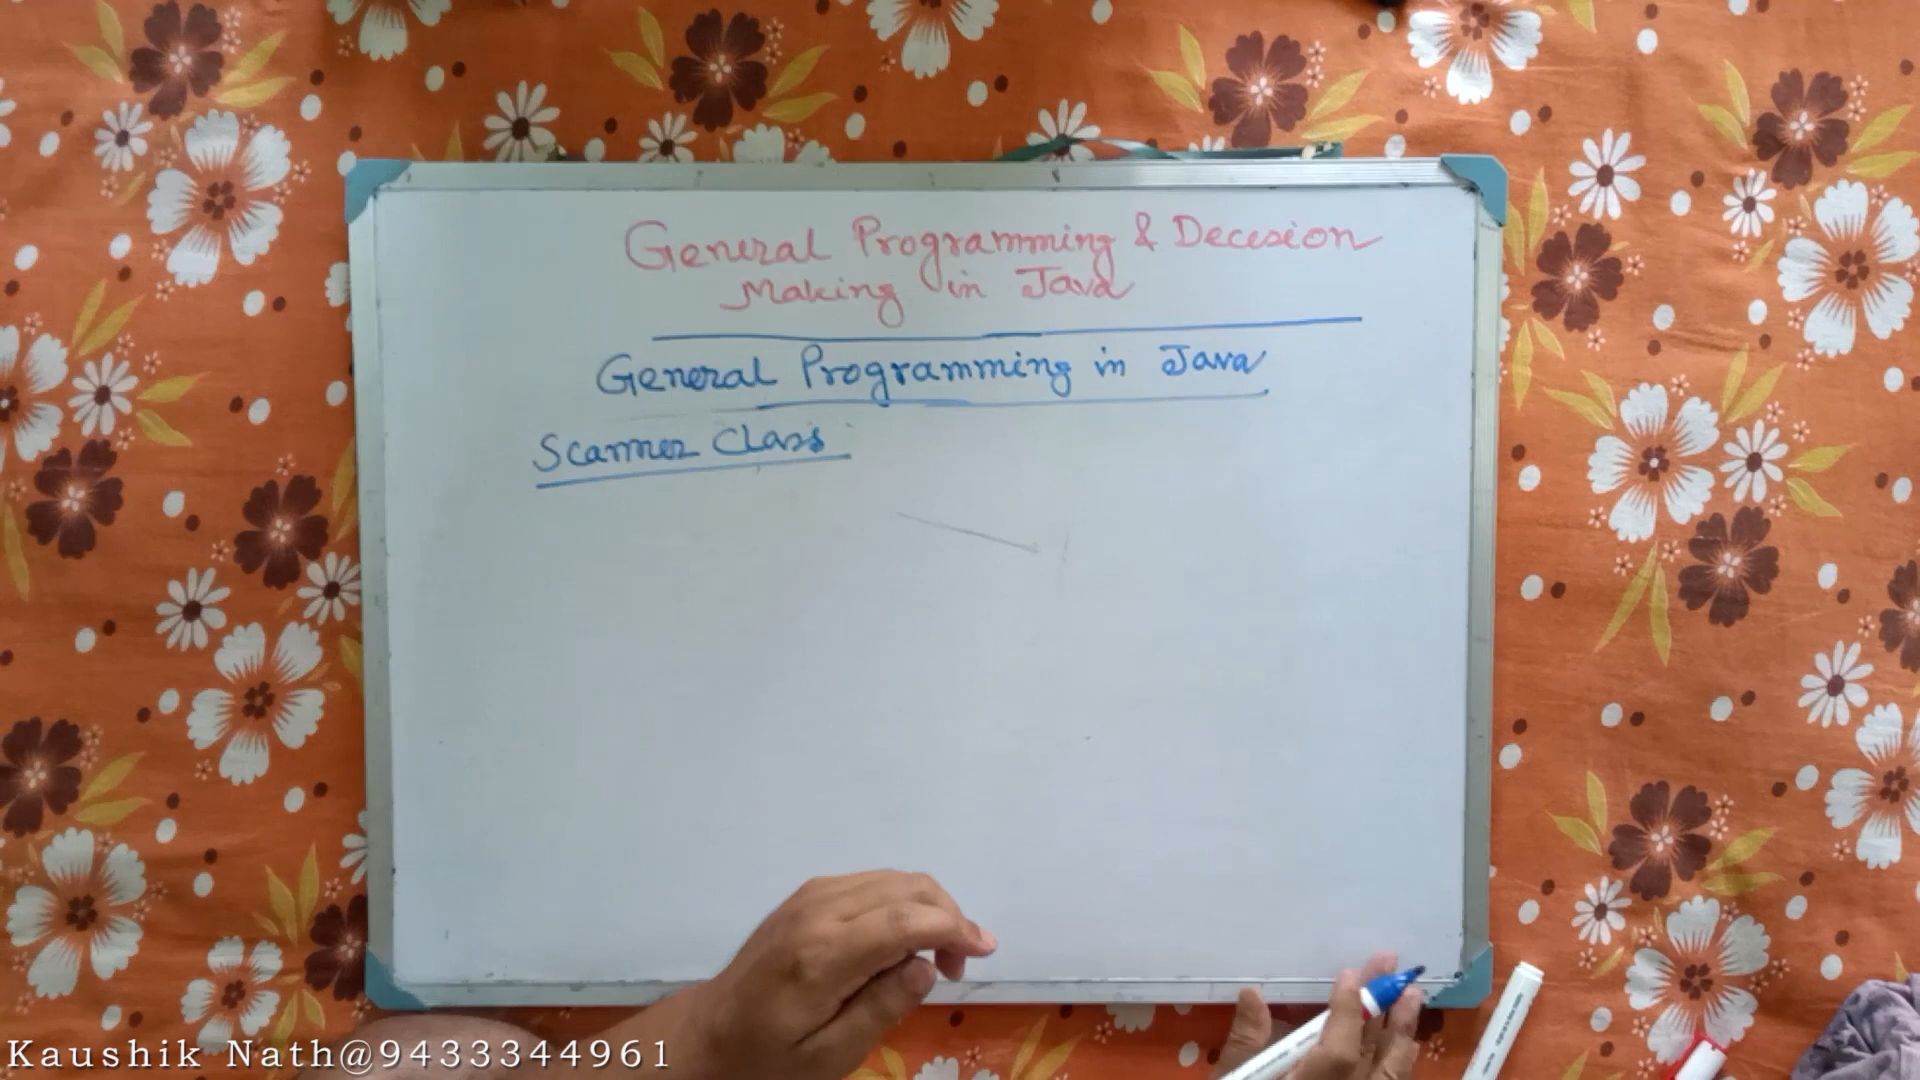 General Programming & Decesion
Making in Java
General Programming in Java
Scanner Class
Kaushik Nath@9433344961